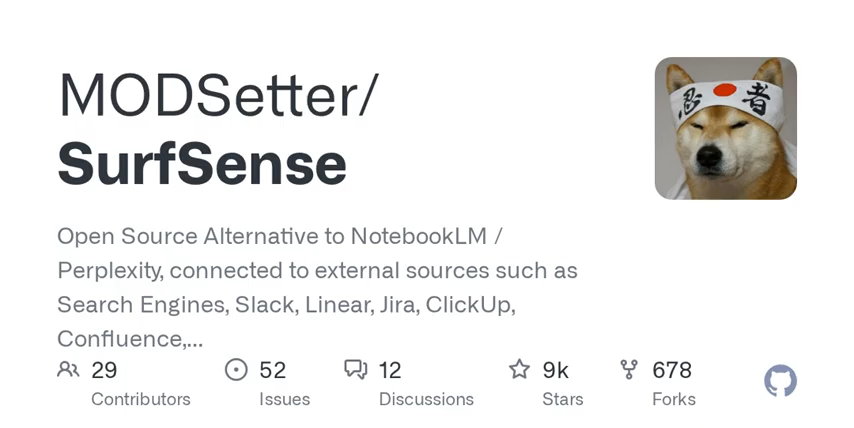 MODSetter/
SurfSense
忍 者
Open Source Alternative to NotebookLM /
Perplexity, connected to external sources such as
Search Engines, Slack, Linear, Jira, ClickUp,
Confluence,...
29
Contributors
52
Issues
12
Discussions
9k
Stars
678
Forks